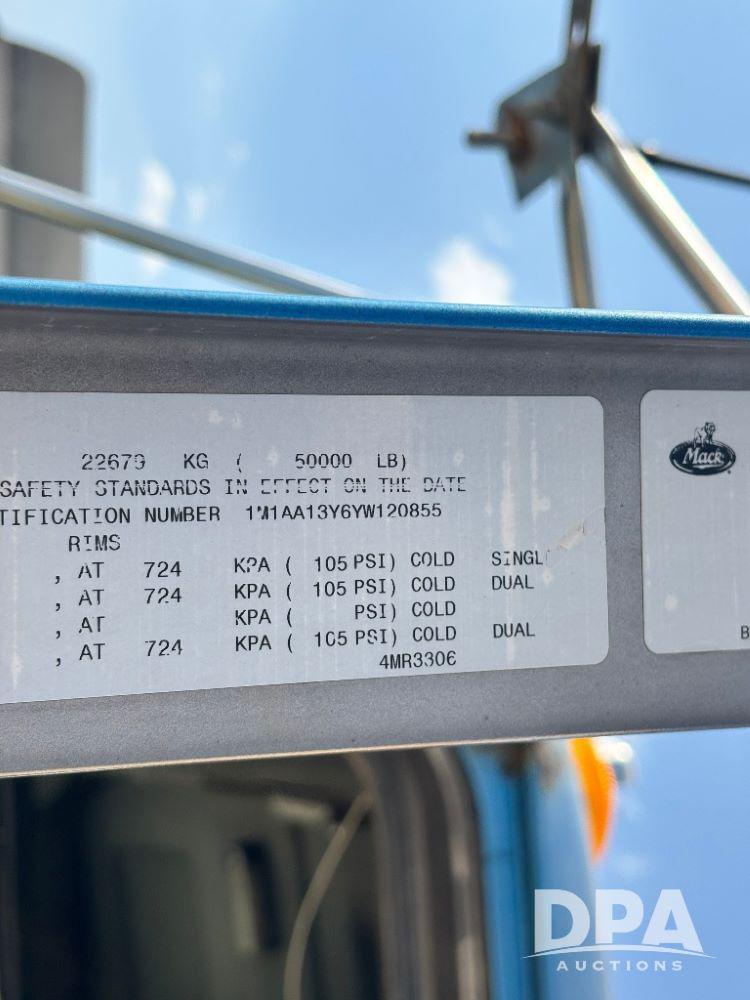 22679 KG ( 50000 LB)
SAFETY STANDARDS IN EFFECT ON THE DATE
TIFICATION NUMBER 1M1AA13Y6YW120855
RIMS
, AT 724 KPA ( 105 PSI) COLD SINGL
, AT 724 KPA ( 105 PSI) COLD DUAL
, AT KPA ( PSI) COLD
, AT 724 KPA ( 105 PSI) COLD DUAL
4MR3306
Mack
B
DPA
AUCTIONS